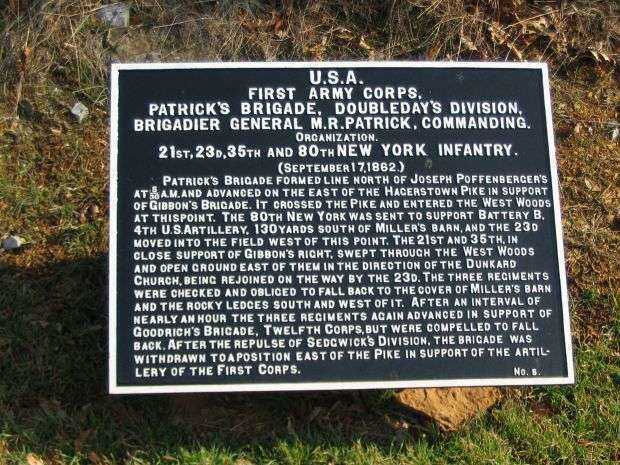 U.S.A.
FIRST ARMY CORPS,
PATRICK'S BRIGADE, DOUBLEDAY'S DIVISION,
BRIGADIER GENERAL M.R.PATRICK, COMMANDING.
ORGANIZATION.
21ST, 23D, 35TH AND 80TH NEW YORK INFANTRY.
(SEPTEMBER 17, 1862.)
PATRICK'S BRIGADE FORMED LINE NORTH OF JOSEPH POFFENBERGER'S
AT A.M. AND ADVANCED ON THE EAST OF THE HAGERSTOWN PIKE IN SUPPORT
OF GIBBON'S BRIGADE. IT CROSSED THE PIKE AND ENTERED THE WEST WOODS
AT THIS POINT. THE 80TH NEW YORK WAS SENT TO SUPPORT BATTERY B,
4TH U.S. ARTILLERY, 130 YARDS SOUTH OF MILLER'S BARN, AND THE 23D
MOVED INTO THE FIELD WEST OF THIS POINT. THE 21ST AND 35TH, IN
CLOSE SUPPORT OF GIBBON'S RIGHT, SWEPT THROUGH THE WEST WOODS
AND OPEN GROUND EAST OF THEM IN THE DIRECTION OF THE DUNKARD
CHURCH, BEING REJOINED ON THE WAY BY THE 23D. THE THREE REGIMENTS
WERE CHECKED AND OBLIGED TO FALL BACK TO THE COVER OF MILLER'S BARN
AND THE ROCKY LEDGES SOUTH AND WEST OF IT. AFTER AN INTERVAL OF
NEARLY AN HOUR THE THREE REGIMENTS AGAIN ADVANCED IN SUPPORT OF
GOODRICH'S BRIGADE, TWELFTH CORPS, BUT WERE COMPELLED TO FALL
BACK. AFTER THE REPULSE OF SEDGWICK'S DIVISION, THE BRIGADE WAS
WITHDRAWN TO A POSITION EAST OF THE PIKE IN SUPPORT OF THE ARTIL-
LERY OF THE FIRST CORPS.
NO.